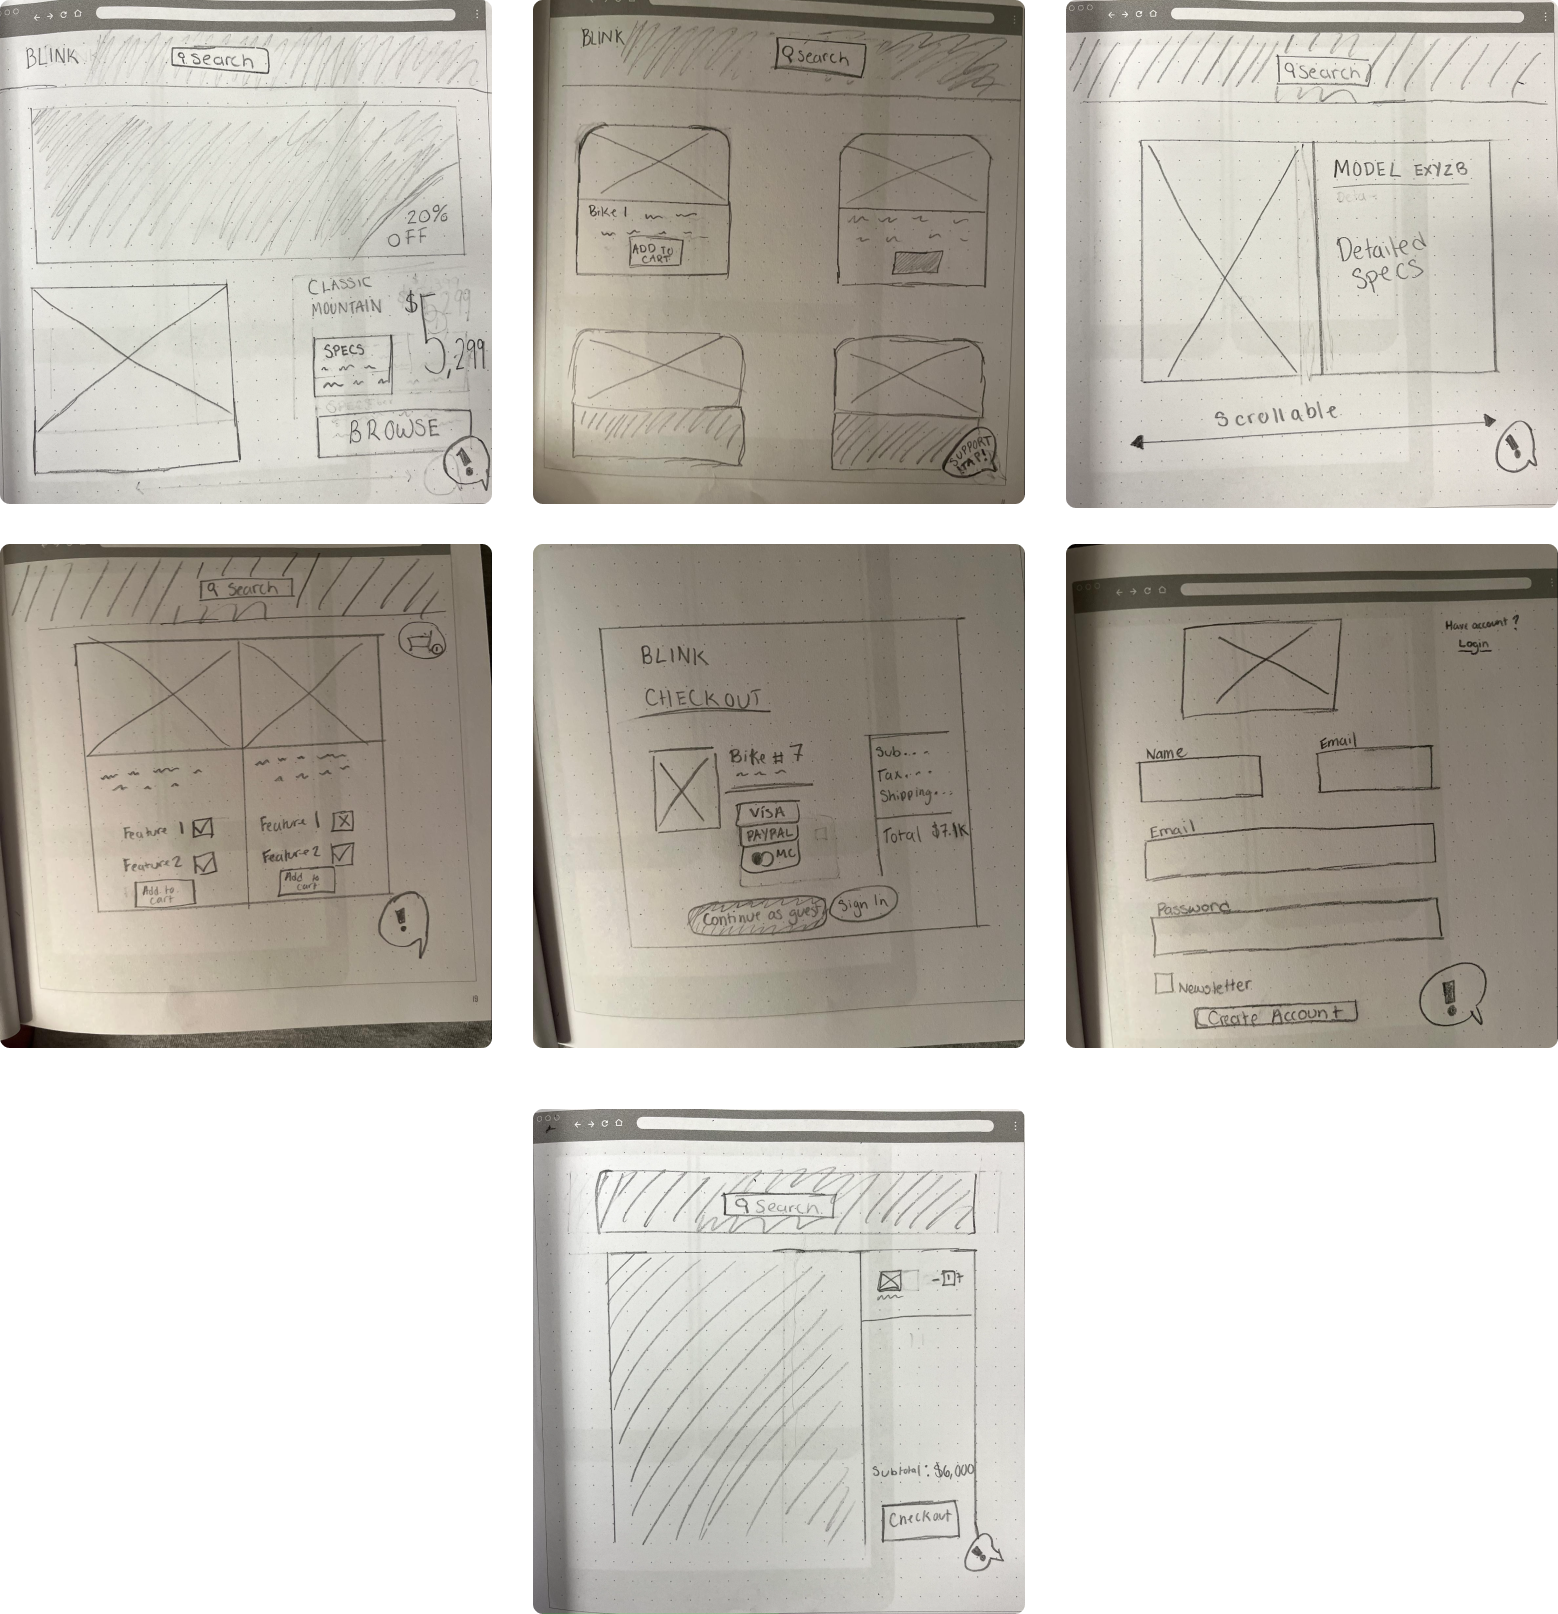 BLINK
Search
20%
OFF
CLASSIC
MOUNTAIN
$5,299
SPECS
BROWSE
!
BLINK
Search
Bike 1
ADD TO
CART
SUPPORT
TAP!
Search
MODEL EXYZB
Detailed
Specs
Scrollable
!
Search
Feature 1
Feature 2
Add to
cart
Feature 1
Feature 2
Add to
cart
!
BLINK
CHECKOUT
Bike # 7
VISA
PAYPAL
MC
Sub...
Tax...
Shipping...
Total $7.1K
Continue as guest
Sign In
Have account?
Login
Name
Email
Email
Password
Newsletter
Create Account
!
Search
- 1 +
Subtotal: $6,000
Checkout
!